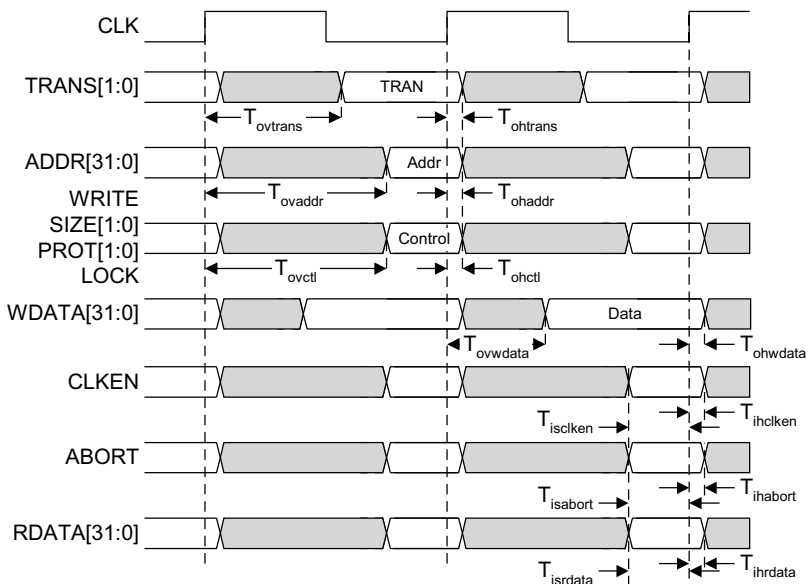 CLK
TRANS[1:0]
TRAN
Tovtrans
Tohtrans
ADDR[31:0]
Addr
Tovaddr
Tohaddr
WRITE
SIZE[1:0]
PROT[1:0]
LOCK
Control
Tovctl
Tohctl
WDATA[31:0]
Data
Tovwdata
Tohwdata
CLKEN
Tisclken
Tihclken
ABORT
Tisabort
Tihabort
RDATA[31:0]
Tisrdata
Tihrdata